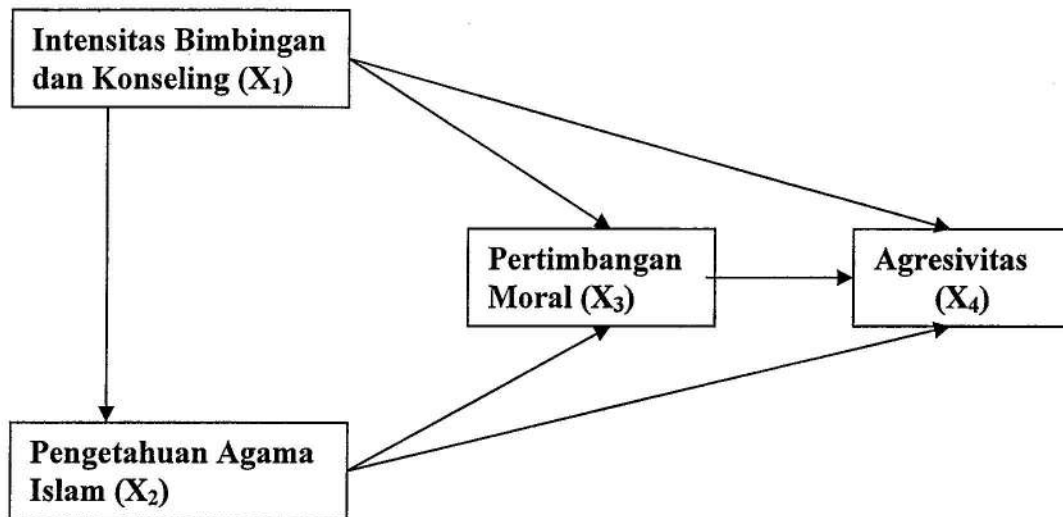 Intensitas Bimbingan
dan Konseling (X₁)
Pertimbangan
Moral (X₃)
Agresivitas
(X₄)
Pengetahuan Agama
Islam (X₂)